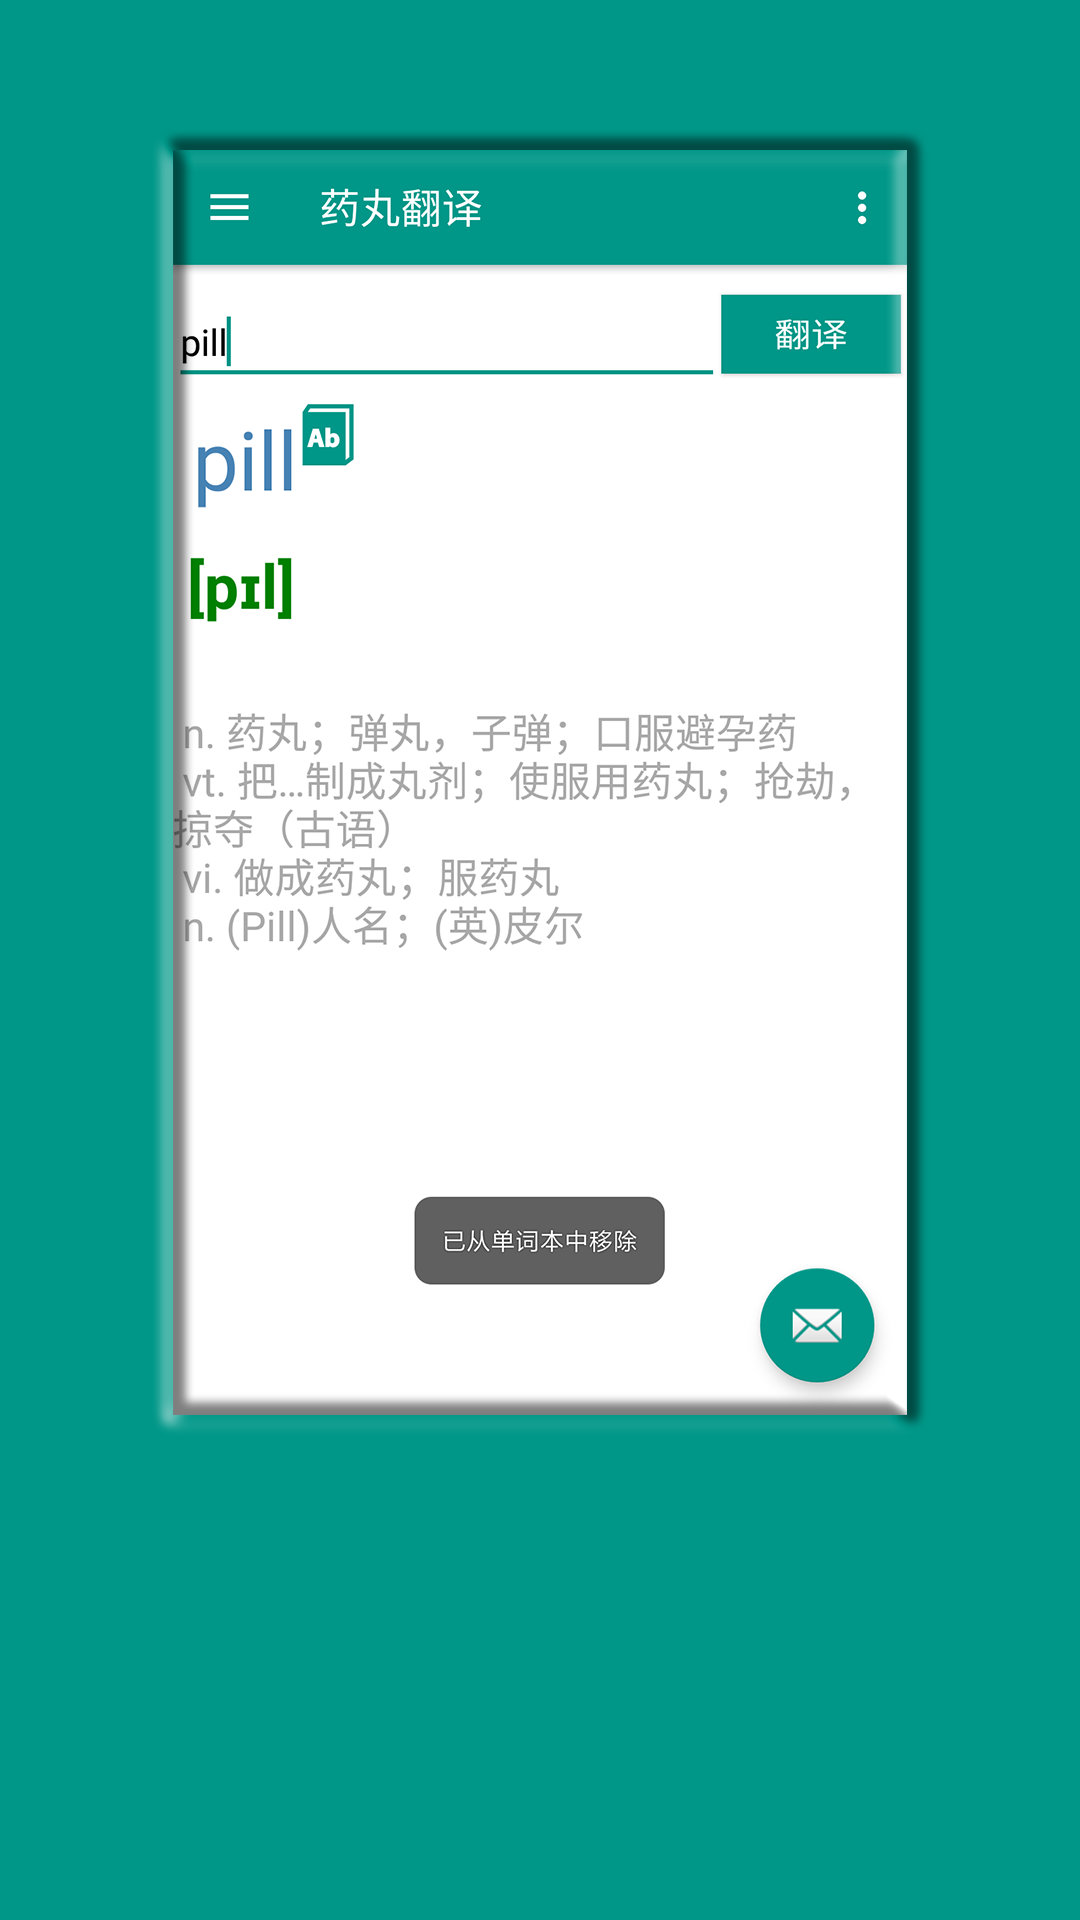 药丸翻译
pill
翻译
pill
Ab
[pɪl]
n. 药丸；弹丸，子弹；口服避孕药
vt. 把...制成丸剂；使服用药丸；抢劫，
掠夺（古语）
vi. 做成药丸；服药丸
n. (Pill)人名；(英)皮尔
已从单词本中移除